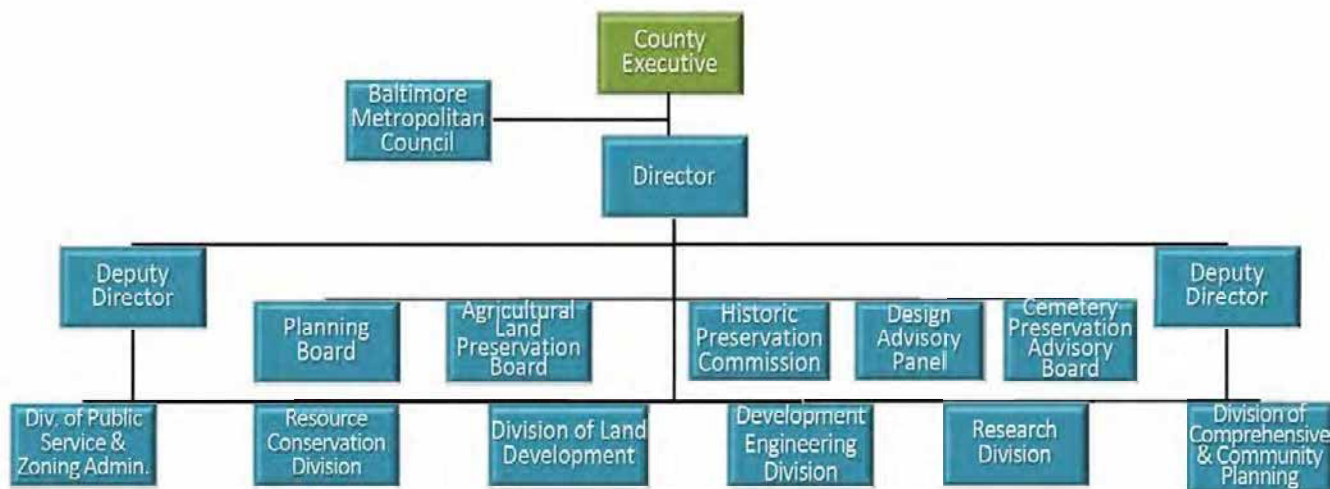 County
Executive
Baltimore
Metropolitan
Council
Director
Deputy
Director
Deputy
Director
Planning
Board
Agricultural
Land
Preservation
Board
Historic
Preservation
Commission
Design
Advisory
Panel
Cemetery
Preservation
Advisory
Board
Div. of Public
Service &
Zoning Admin.
Resource
Conservation
Division
Division of Land
Development
Development
Engineering
Division
Research
Division
Division of
Comprehensive
& Community
Planning